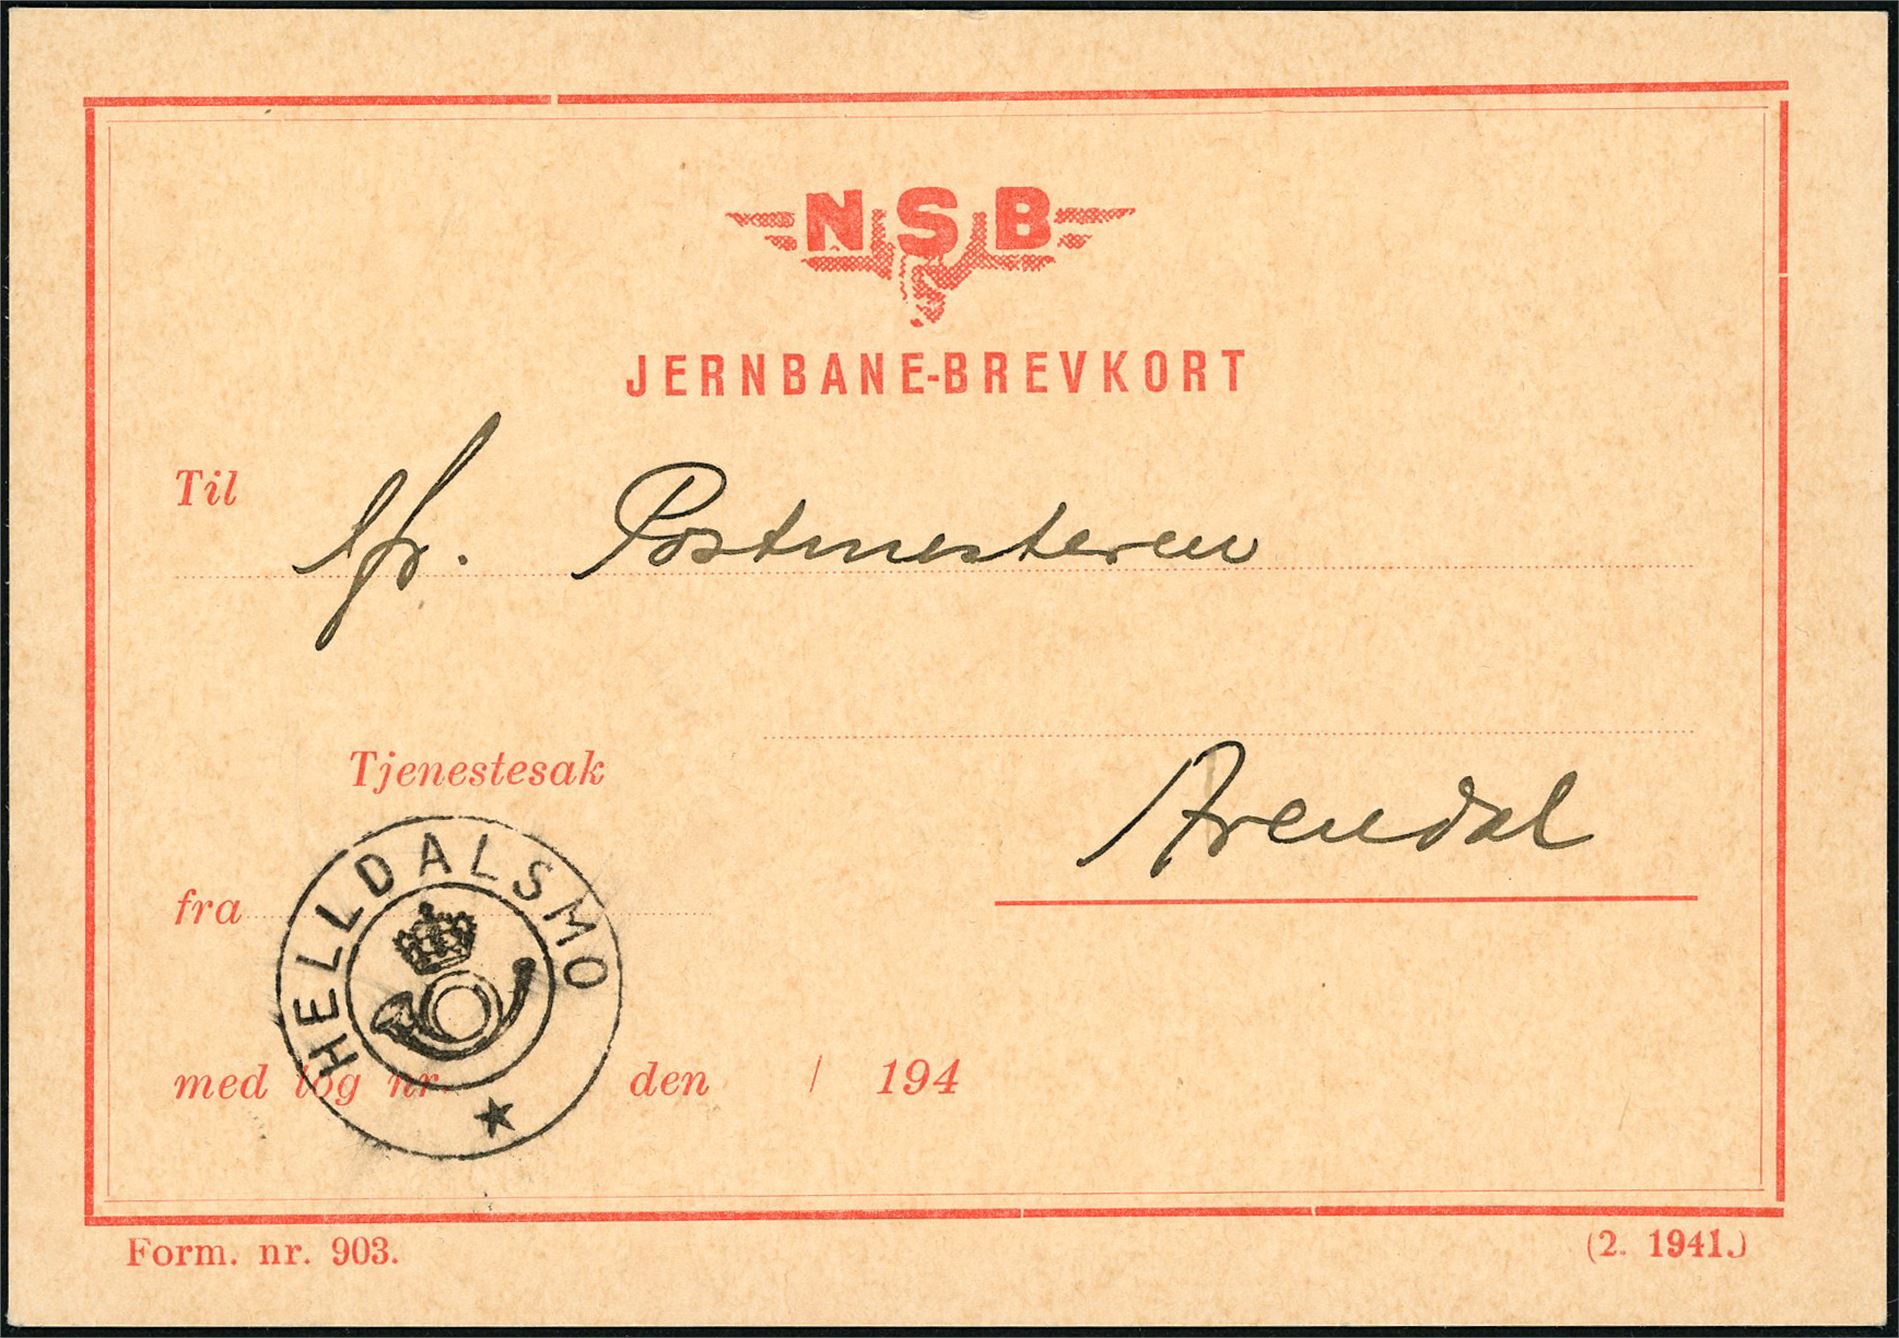 NSB
JERNBANE-BREVKORT
Til
Hr. Postmesteren
Tjenestesak
Arendal
HELLDALSMO
fra
med tog nr den / 194
Form. nr. 903.
(2. 1941.)